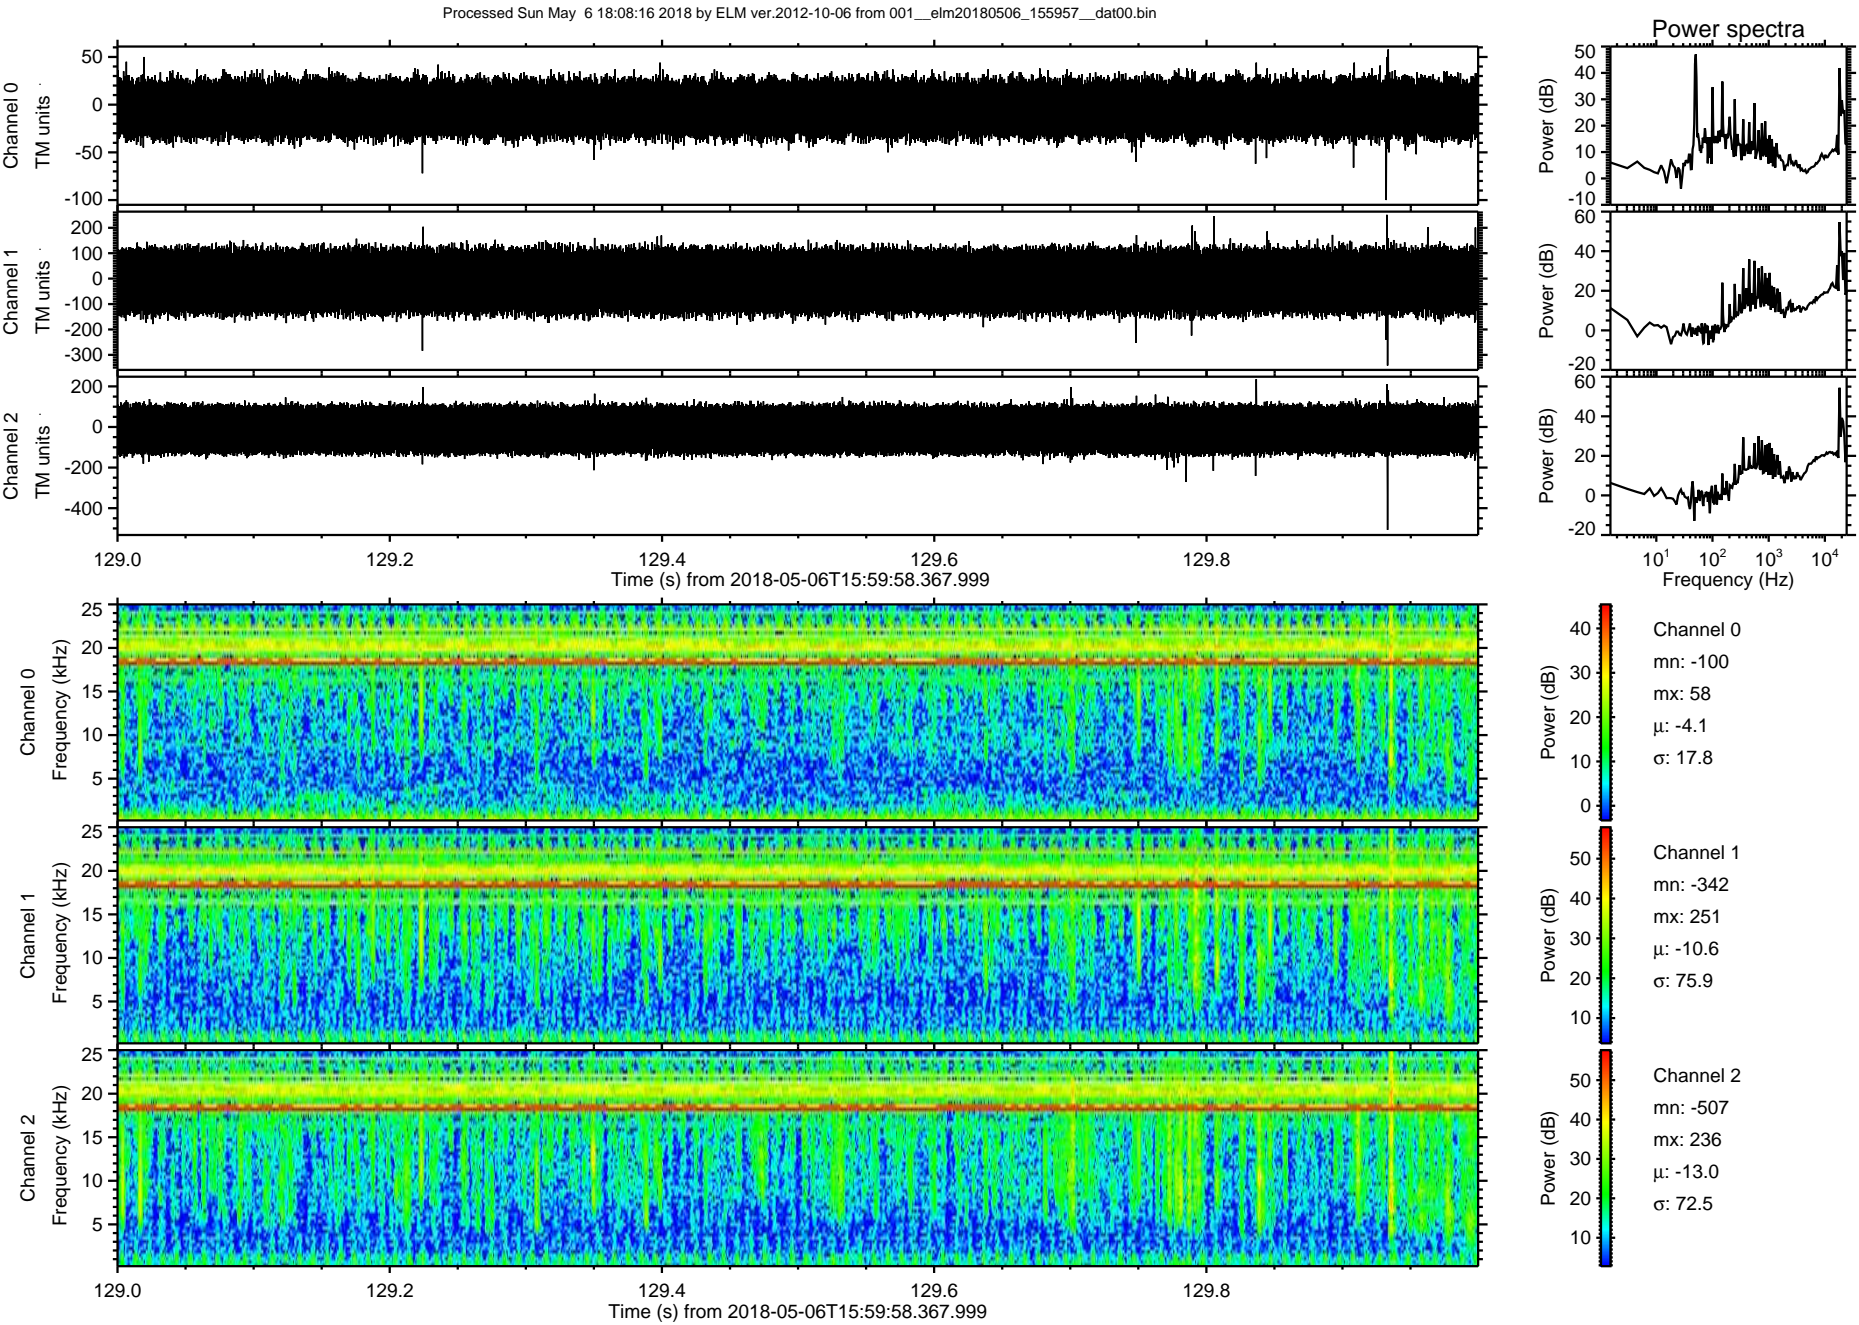 Processed Sun May  6 18:08:16 2018 by ELM ver.2012-10-06 from 001__elm20180506_155957__dat00.bin
Power spectra
Channel 0
TM units
50
0
-50
-100
Power (dB)
50
40
30
20
10
0
-10
Channel 1
TM units
200
100
0
-100
-200
-300
Power (dB)
60
40
20
0
-20
Channel 2
TM units
200
0
-200
-400
Power (dB)
60
40
20
0
-20
129.0 129.2 129.4 129.6 129.8
Time (s) from 2018-05-06T15:59:58.367.999
10^1 10^2 10^3 10^4
Frequency (Hz)
Channel 0
Frequency (kHz)
25
20
15
10
5
Power (dB)
40
30
20
10
0
Channel 0
mn: -100
mx: 58
μ: -4.1
σ: 17.8
Channel 1
Frequency (kHz)
25
20
15
10
5
Power (dB)
50
40
30
20
10
Channel 1
mn: -342
mx: 251
μ: -10.6
σ: 75.9
Channel 2
Frequency (kHz)
25
20
15
10
5
Power (dB)
50
40
30
20
10
Channel 2
mn: -507
mx: 236
μ: -13.0
σ: 72.5
129.0 129.2 129.4 129.6 129.8
Time (s) from 2018-05-06T15:59:58.367.999